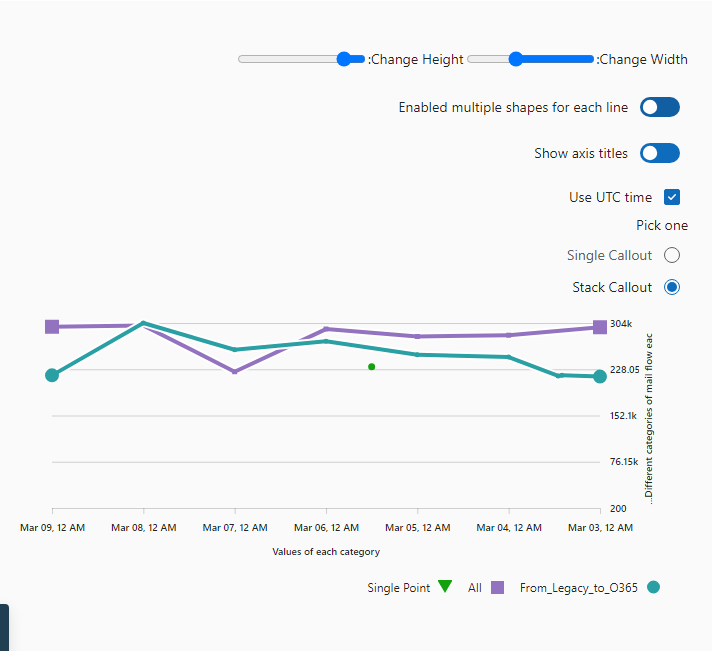 :Change Height :Change Width
Enabled multiple shapes for each line
Show axis titles
Use UTC time
Pick one
Single Callout
Stack Callout
304k
228.05
152.1k
76.15k
200
...Different categories of mail flow eac
Mar 09, 12 AM Mar 08, 12 AM Mar 07, 12 AM Mar 06, 12 AM Mar 05, 12 AM Mar 04, 12 AM Mar 03, 12 AM
Values of each category
Single Point All From_Legacy_to_O365